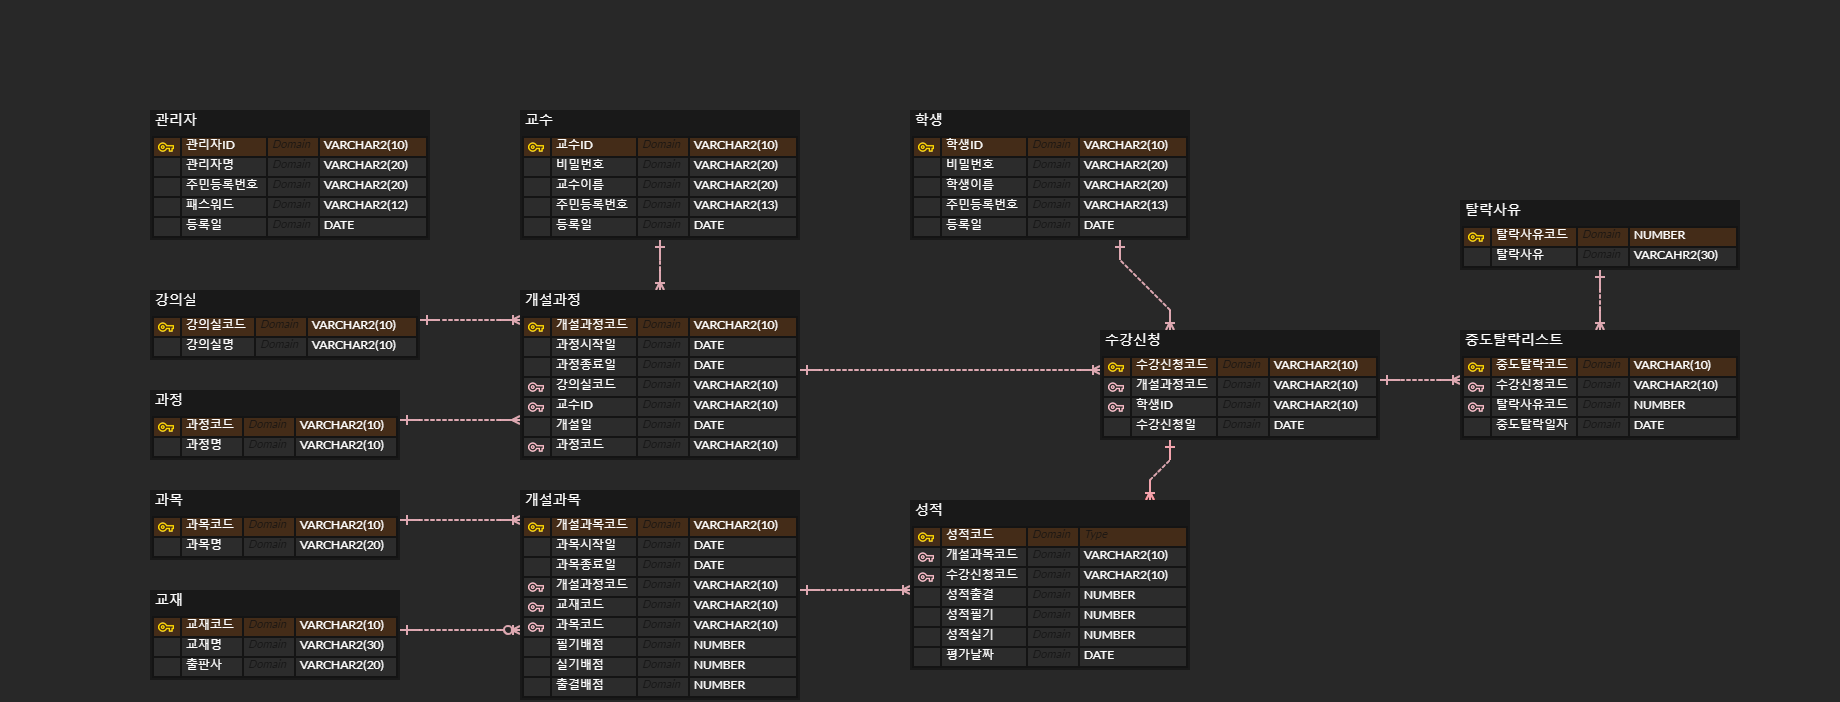 관리자
관리자ID Domain VARCHAR2(10)
관리자명 Domain VARCHAR2(20)
주민등록번호 Domain VARCHAR2(20)
패스워드 Domain VARCHAR2(12)
등록일 Domain DATE
교수
교수ID Domain VARCHAR2(10)
비밀번호 Domain VARCHAR2(20)
교수이름 Domain VARCHAR2(20)
주민등록번호 Domain VARCHAR2(13)
등록일 Domain DATE
학생
학생ID Domain VARCHAR2(10)
비밀번호 Domain VARCHAR2(20)
학생이름 Domain VARCHAR2(20)
주민등록번호 Domain VARCHAR2(13)
등록일 Domain DATE
탈락사유
탈락사유코드 Domain NUMBER
탈락사유 Domain VARCAHR2(30)
강의실
강의실코드 Domain VARCHAR2(10)
강의실명 Domain VARCHAR2(10)
개설과정
개설과정코드 Domain VARCHAR2(10)
과정시작일 Domain DATE
과정종료일 Domain DATE
강의실코드 Domain VARCHAR2(10)
교수ID Domain VARCHAR2(10)
개설일 Domain DATE
과정코드 Domain VARCHAR2(10)
수강신청
수강신청코드 Domain VARCHAR2(10)
개설과정코드 Domain VARCHAR2(10)
학생ID Domain VARCHAR2(10)
수강신청일 Domain DATE
중도탈락리스트
중도탈락코드 Domain VARCHAR(10)
수강신청코드 Domain VARCHAR2(10)
탈락사유코드 Domain NUMBER
중도탈락일자 Domain DATE
과정
과정코드 Domain VARCHAR2(10)
과정명 Domain VARCHAR2(10)
과목
과목코드 Domain VARCHAR2(10)
과목명 Domain VARCHAR2(20)
개설과목
개설과목코드 Domain VARCHAR2(10)
과목시작일 Domain DATE
과목종료일 Domain DATE
개설과정코드 Domain VARCHAR2(10)
교재코드 Domain VARCHAR2(10)
과목코드 Domain VARCHAR2(10)
필기배점 Domain NUMBER
실기배점 Domain NUMBER
출결배점 Domain NUMBER
성적
성적코드 Domain Type
개설과목코드 Domain VARCHAR2(10)
수강신청코드 Domain VARCHAR2(10)
성적출결 Domain NUMBER
성적필기 Domain NUMBER
성적실기 Domain NUMBER
평가날짜 Domain DATE
교재
교재코드 Domain VARCHAR2(10)
교재명 Domain VARCHAR2(30)
출판사 Domain VARCHAR2(20)